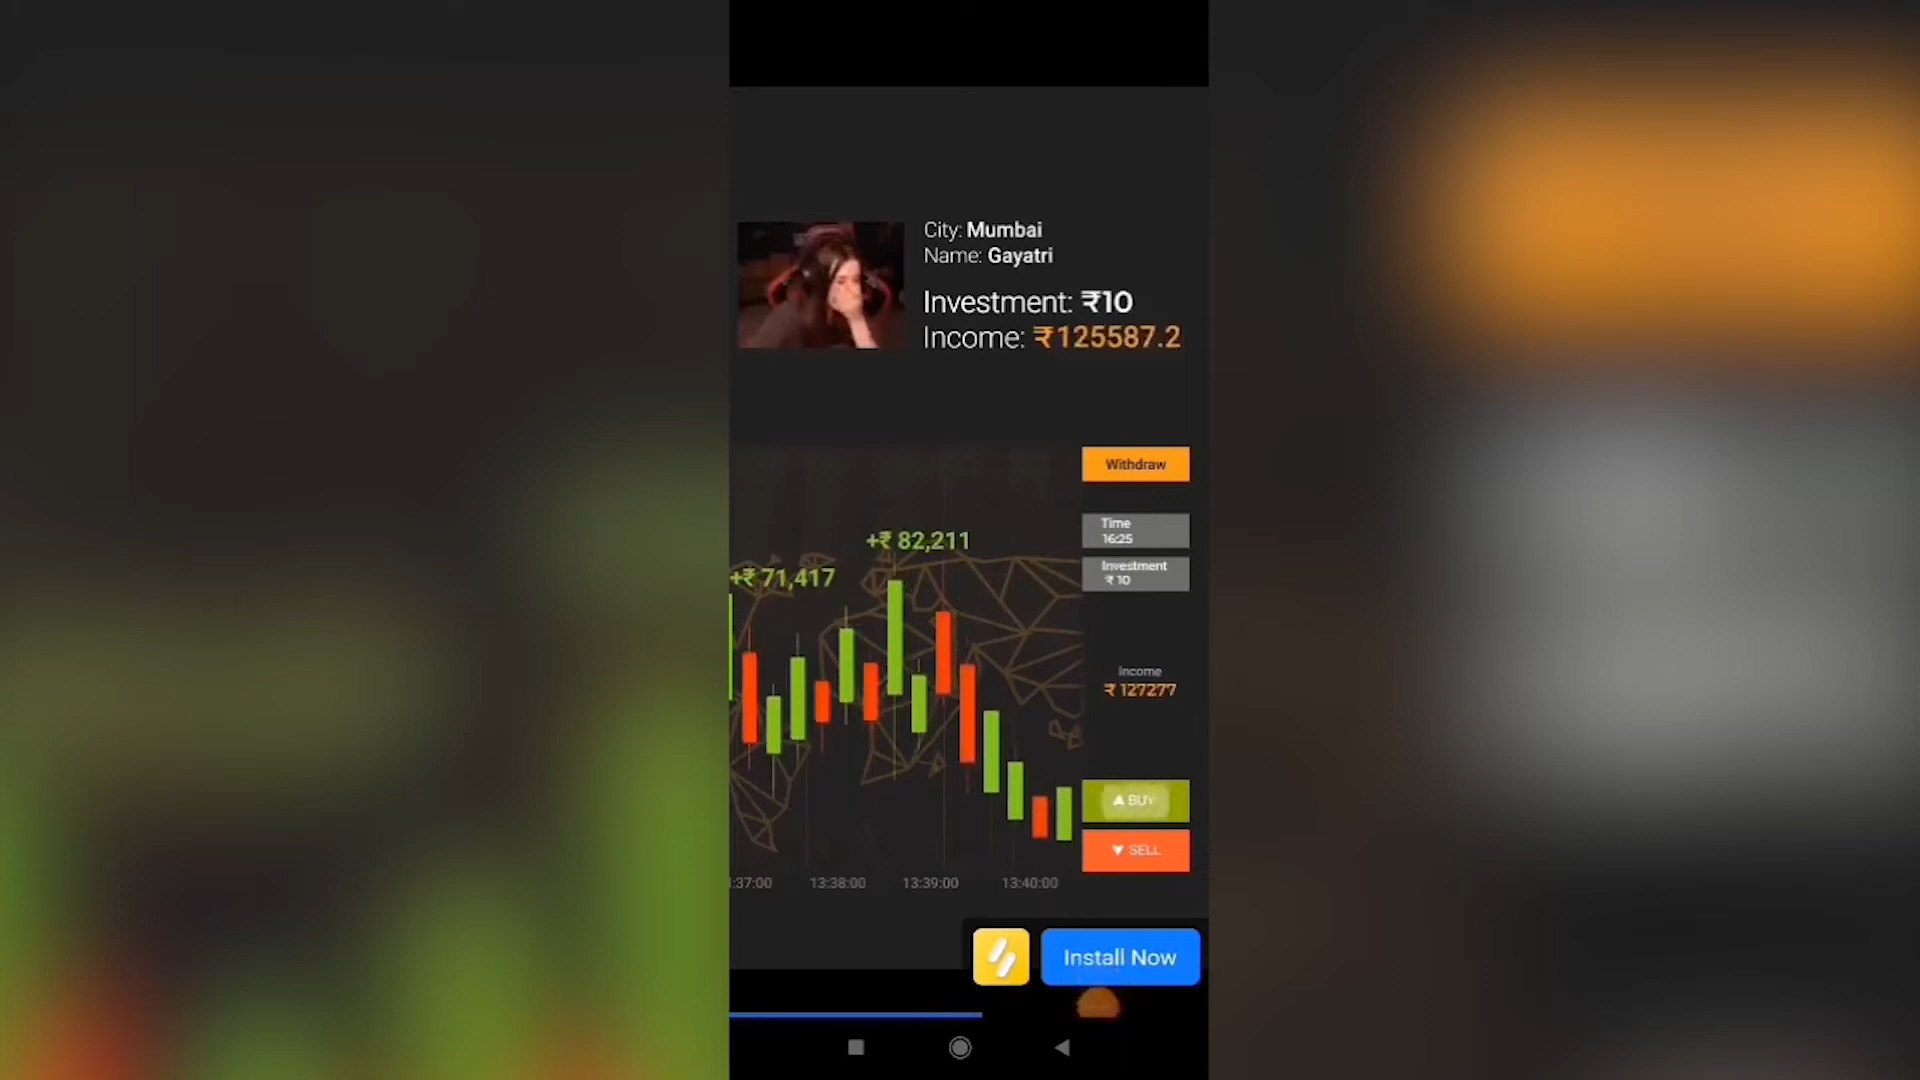 City: Mumbai
Name: Gayatri
Investment: ₹10
Income: ₹125587.2
Withdraw
Time
16:25
Investment
₹ 10
+₹ 82,211
+₹ 71,417
Income
₹ 127277
▲ BUY
▼ SELL
:37:00 13:38:00 13:39:00 13:40:00
Install Now